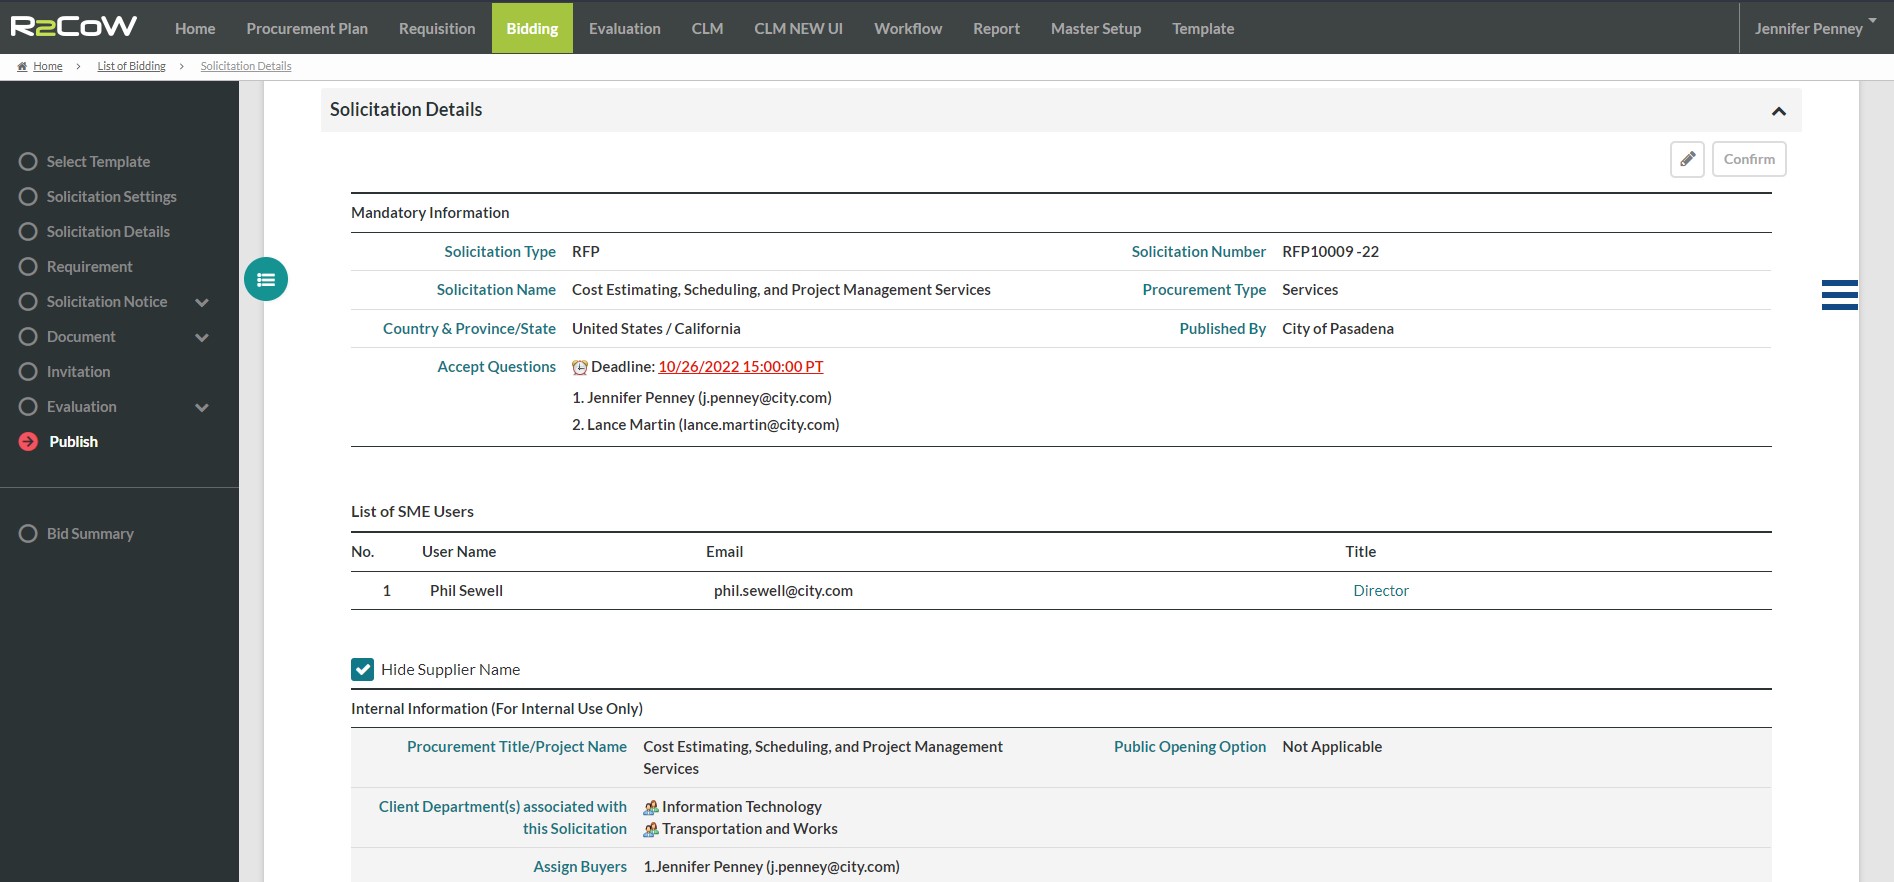 R2CoW Home Procurement Plan Requisition Bidding Evaluation CLM CLM NEW UI Workflow Report Master Setup Template Jennifer Penney
Home > List of Bidding > Solicitation Details
Select Template
Solicitation Settings
Solicitation Details
Requirement
Solicitation Notice
Document
Invitation
Evaluation
Publish
Bid Summary
Solicitation Details
Confirm
Mandatory Information
Solicitation Type RFP Solicitation Number RFP10009 -22
Solicitation Name Cost Estimating, Scheduling, and Project Management Services Procurement Type Services
Country & Province/State United States / California Published By City of Pasadena
Accept Questions Deadline: 10/26/2022 15:00:00 PT
1. Jennifer Penney (j.penney@city.com)
2. Lance Martin (lance.martin@city.com)
List of SME Users
No. User Name Email Title
1 Phil Sewell phil.sewell@city.com Director
Hide Supplier Name
Internal Information (For Internal Use Only)
Procurement Title/Project Name Cost Estimating, Scheduling, and Project Management Public Opening Option Not Applicable
Services
Client Department(s) associated with Information Technology
this Solicitation Transportation and Works
Assign Buyers 1.Jennifer Penney (j.penney@city.com)